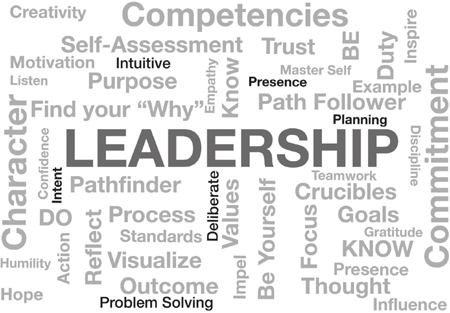 Creativity
Competencies
Inspire
Self-Assessment
Trust
BE
Duty
Motivation
Intuitive
Listen
Purpose
Empathy
Know
Master Self
Presence
Example
Find your “Why”
Path Follower
Planning
Commitment
Character
LEADERSHIP
Discipline
Confidence
Intent
Pathfinder
Deliberate
Values
Be Yourself
Teamwork
Crucibles
DO
Process
Focus
Goals
Standards
Gratitude
Action
Reflect
KNOW
Humility
Visualize
Impel
Presence
Hope
Outcome
Thought
Problem Solving
Influence